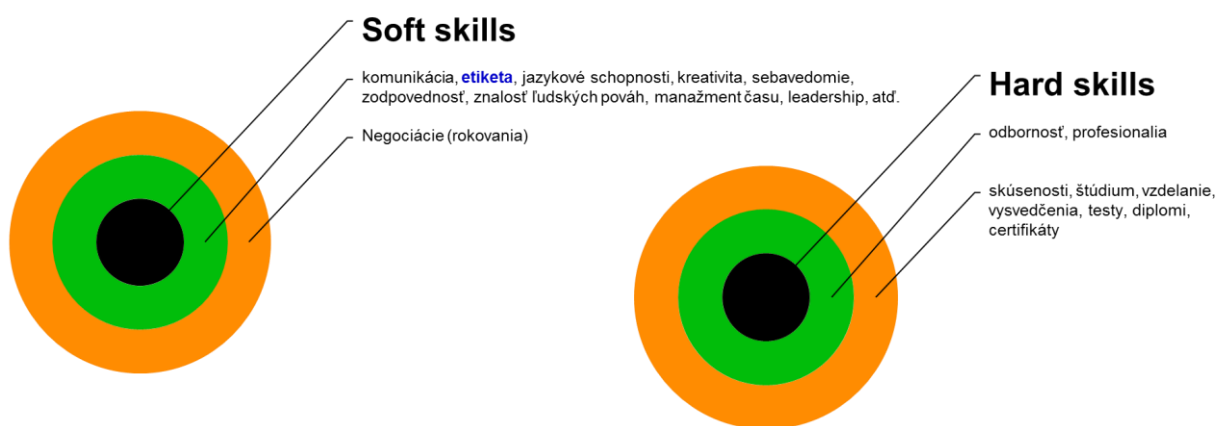 Soft skills
komunikácia, etiketa, jazykové schopnosti, kreativita, sebavedomie,
zodpovednosť, znalosť ľudských pováh, manažment času, leadership, atď.
Negociácie (rokovania)
Hard skills
odbornosť, profesionalia
skúsenosti, štúdium, vzdelanie,
vysvedčenia, testy, diplomi,
certifikáty